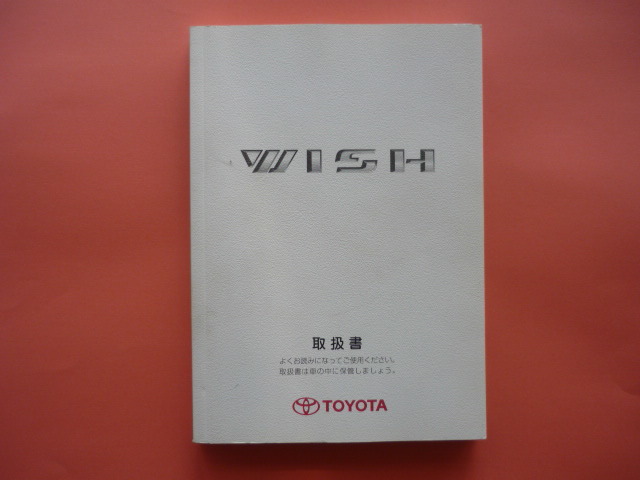 WISH
取扱書
よくお読みになってご使用ください。
取扱書は車の中に保管しましょう。
TOYOTA